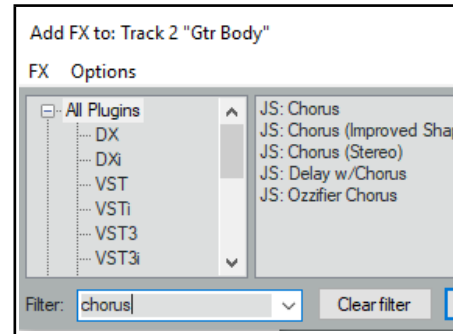 Add FX to: Track 2 "Gtr Body"
FX Options
All Plugins
DX
DXi
VST
VSTi
VST3
VST3i
JS: Chorus
JS: Chorus (Improved Shap
JS: Chorus (Stereo)
JS: Delay w/Chorus
JS: Ozzifier Chorus
Filter: chorus Clear filter